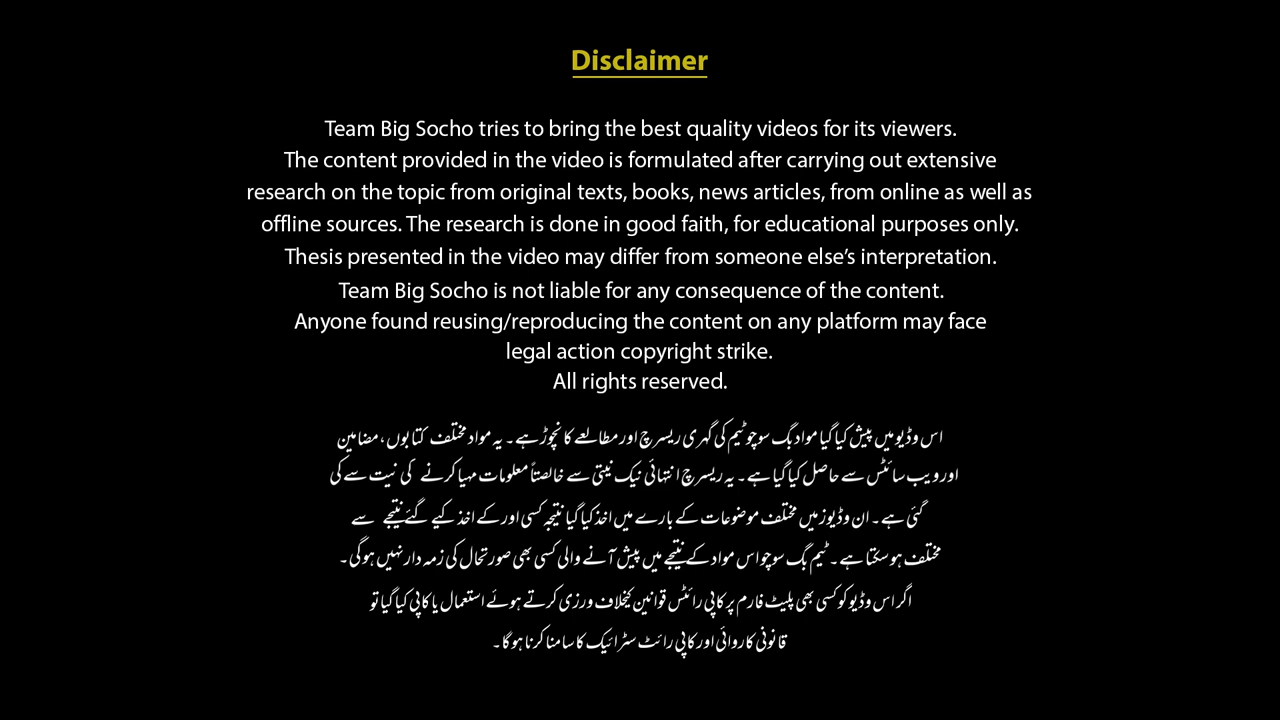 Disclaimer
Team Big Socho tries to bring the best quality videos for its viewers.
The content provided in the video is formulated after carrying out extensive
research on the topic from original texts, books, news articles, from online as well as
offline sources. The research is done in good faith, for educational purposes only.
Thesis presented in the video may differ from someone else’s interpretation.
Team Big Socho is not liable for any consequence of the content.
Anyone found reusing/reproducing the content on any platform may face
legal action copyright strike.
All rights reserved.
اس وڈیو میں پیش کیا گیا مواد بگ سوچو ٹیم کی گہری ریسرچ اور مطالعے کا نچوڑ ہے۔ یہ مواد مختلف کتابوں، مضامین
اور ویب سائٹس سے حاصل کیا گیا ہے۔ یہ ریسرچ انتہائی نیک نیتی سے خالصتاً معلومات مہیا کرنے کی نیت سے کی
گئی ہے۔ ان وڈیوز میں مختلف موضوعات کے بارے میں اخذ کیا گیا نتیجہ کسی اور کے اخذ کیے گئے نتیجے سے
مختلف ہو سکتا ہے۔ ٹیم بگ سوچو اس مواد کے نتیجے میں پیش آنے والی کسی بھی صورتحال کی زمہ دار نہیں ہوگی۔
اگر اس وڈیو کو کسی بھی پلیٹ فارم پر کاپی رائٹس قوانین کیخلاف ورزی کرتے ہوئے استعمال یا کاپی کیا گیا تو
قانونی کاروائی اور کاپی رائٹ سٹرائیک کا سامنا کرنا ہو گا۔